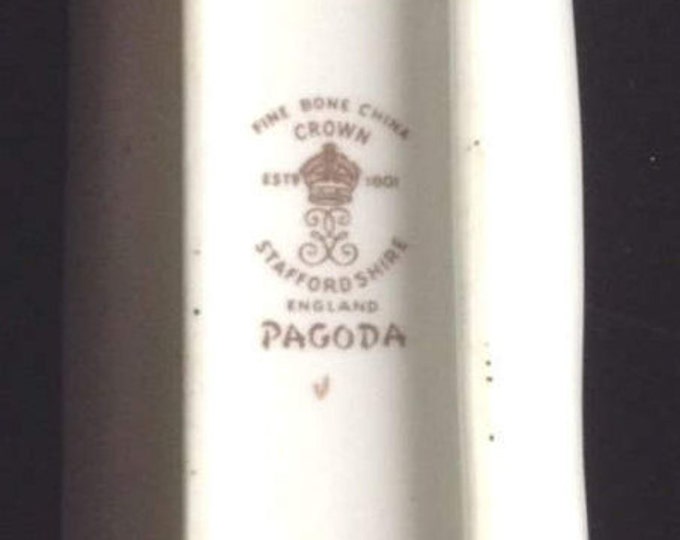 FINE BONE CHINA
CROWN
ESTD 1801
STAFFORDSHIRE
ENGLAND
PAGODA